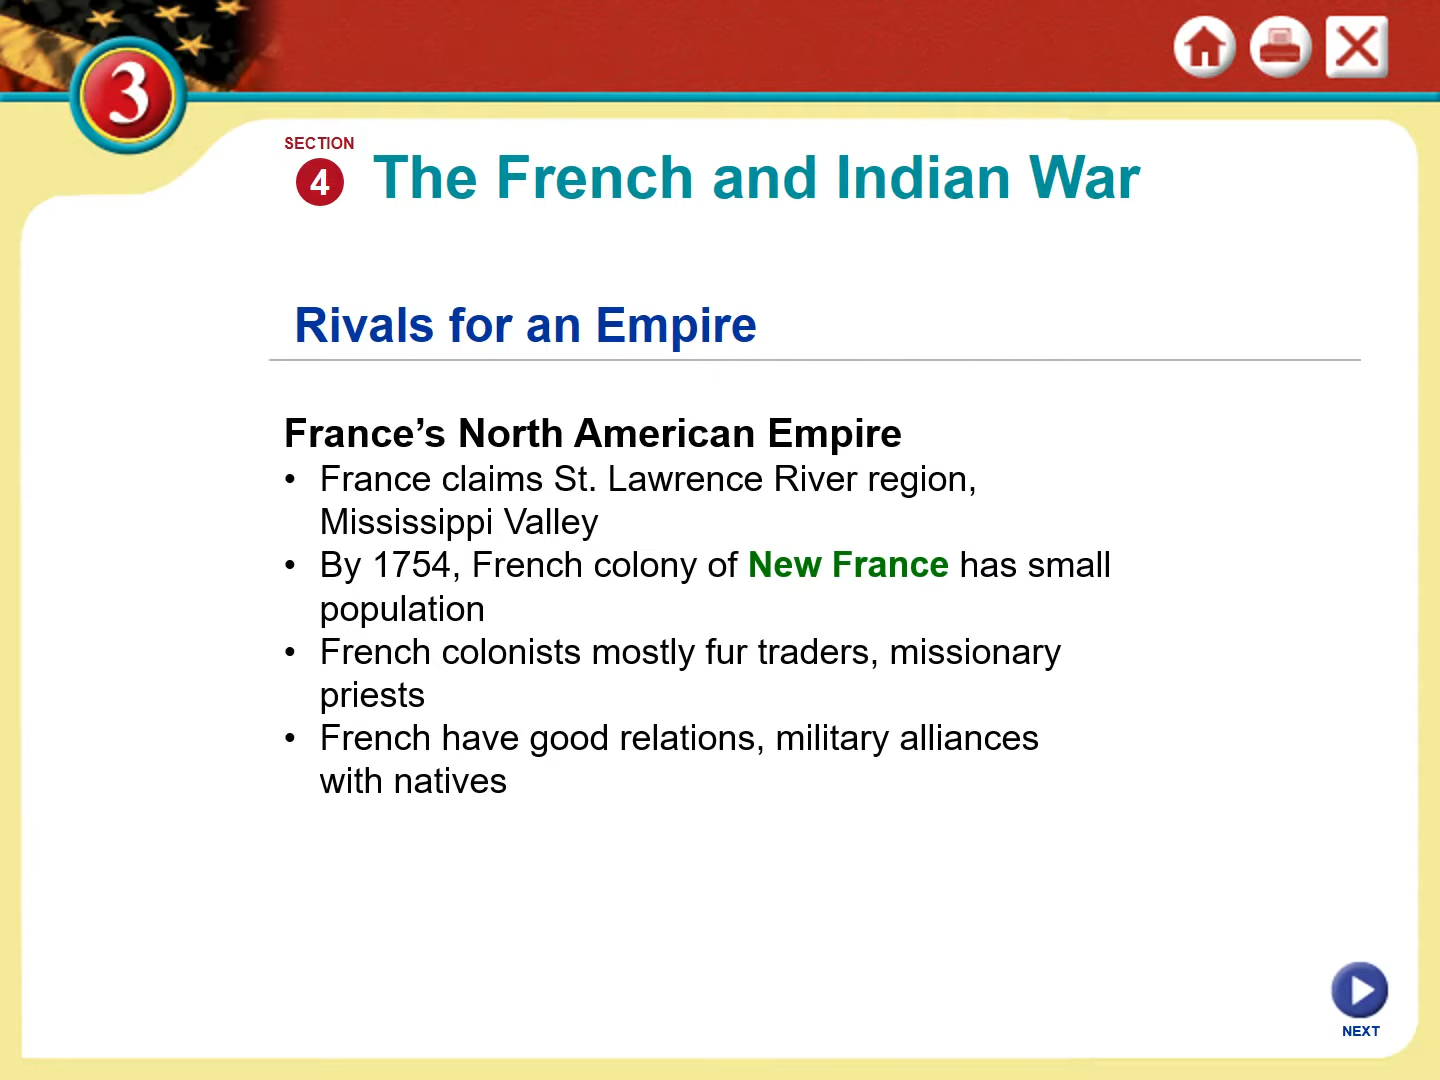 3
SECTION
4
The French and Indian War
Rivals for an Empire
France’s North American Empire
• France claims St. Lawrence River region,
Mississippi Valley
• By 1754, French colony of New France has small
population
• French colonists mostly fur traders, missionary
priests
• French have good relations, military alliances
with natives
NEXT